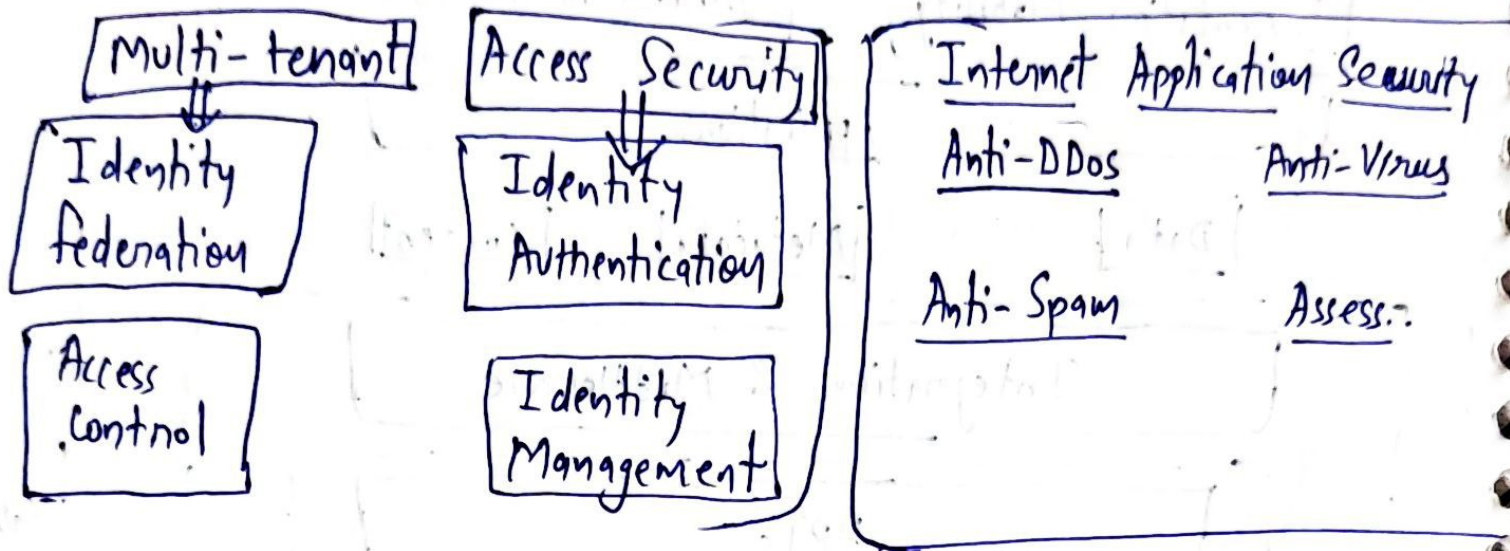 Multi-tenant
Identity
federation
Access
control
Access Security
Identity
Authentication
Identity
Management
Internet Application Security
Anti-DDos
Anti-Virus
Anti-Spam
Assess..